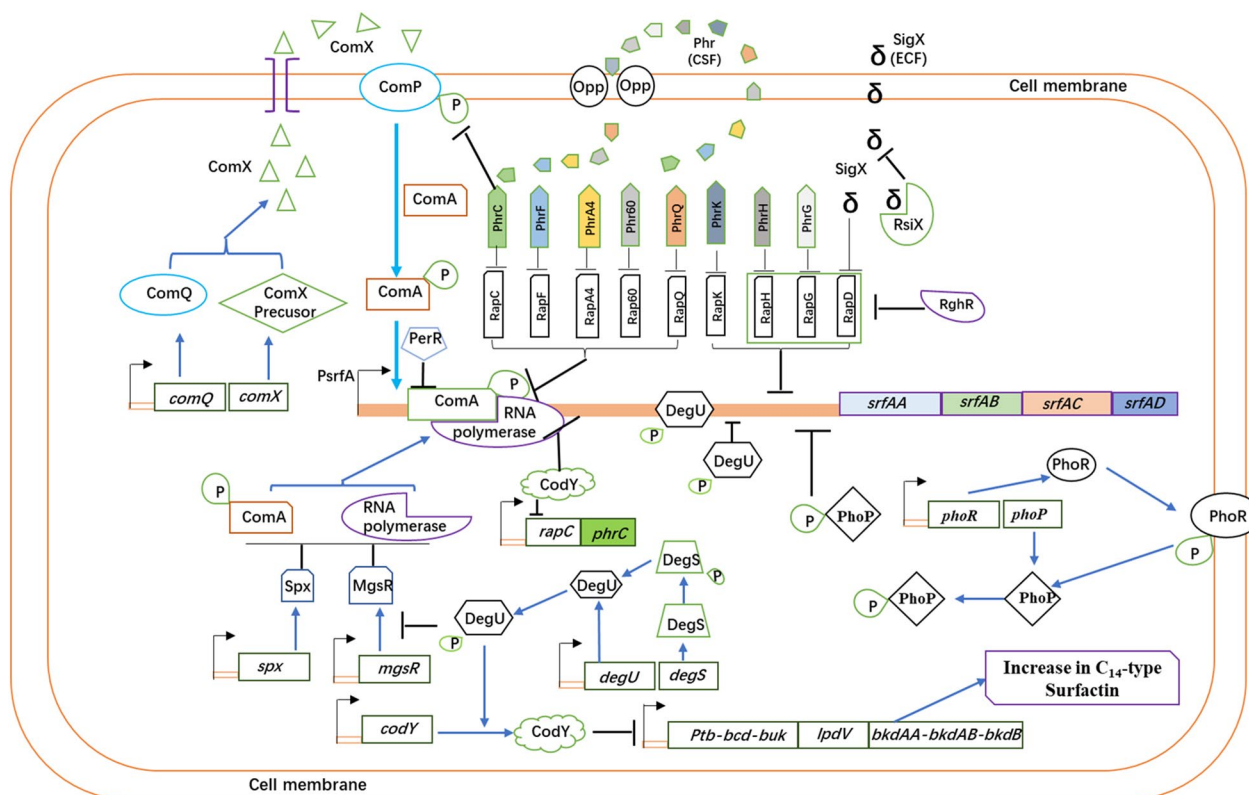 ComX
Phr
(CSF)
δ
SigX
(ECF)
ComP
P
Opp
Opp
δ
Cell membrane
ComX
δ
SigX
δ
δ
RsiX
ComA
PhrC
PhrF
PhrA4
Phr60
PhrQ
PhrK
PhrH
PhrG
ComQ
ComX
Precusor
ComA
P
RapC
RapF
RapA4
Rap60
RapQ
RapK
RapH
RapG
RapD
RghR
PerR
PsrfA
comQ
comX
ComA
P
RNA
polymerase
DegU
P
srfAA
srfAB
srfAC
srfAD
DegU
P
P
ComA
RNA
polymerase
CodY
rapC
phrC
P
PhoP
PhoR
phoR
phoP
PhoR
P
Spx
MgsR
DegU
P
DegU
DegS
P
DegS
P
PhoP
PhoP
spx
mgsR
degU
degS
Increase in C₁₄-type
Surfactin
codY
CodY
Ptb-bcd-buk
lpdV
bkdAA-bkdAB-bkdB
Cell membrane